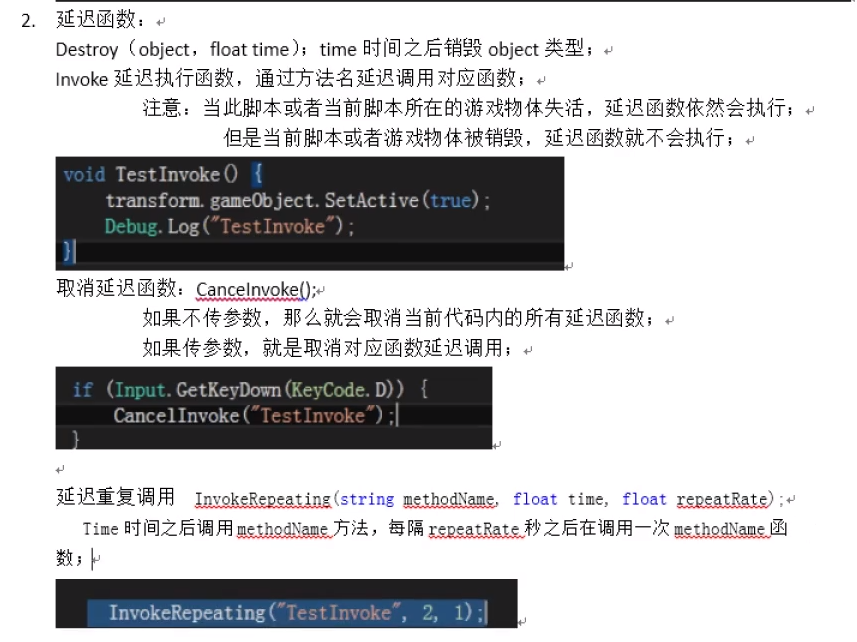 2. 延迟函数：
Destroy（object，float time）；time 时间之后销毁 object 类型；
Invoke 延迟执行函数，通过方法名延迟调用对应函数；
注意：当此脚本或者当前脚本所在的游戏物体失活，延迟函数依然会执行；
但是当前脚本或者游戏物体被销毁，延迟函数就不会执行；
void TestInvoke() {
transform.gameObject.SetActive(true);
Debug.Log("TestInvoke");
}
取消延迟函数：CanceInvoke();
如果不传参数，那么就会取消当前代码内的所有延迟函数；
如果传参数，就是取消对应函数延迟调用；
if (Input.GetKeyDown(KeyCode.D)) {
CancelInvoke("TestInvoke");
}
延迟重复调用 InvokeRepeating(string methodName, float time, float repeatRate);
Time 时间之后调用 methodName 方法，每隔 repeatRate 秒之后在调用一次 methodName 函
数；
InvokeRepeating("TestInvoke", 2, 1);